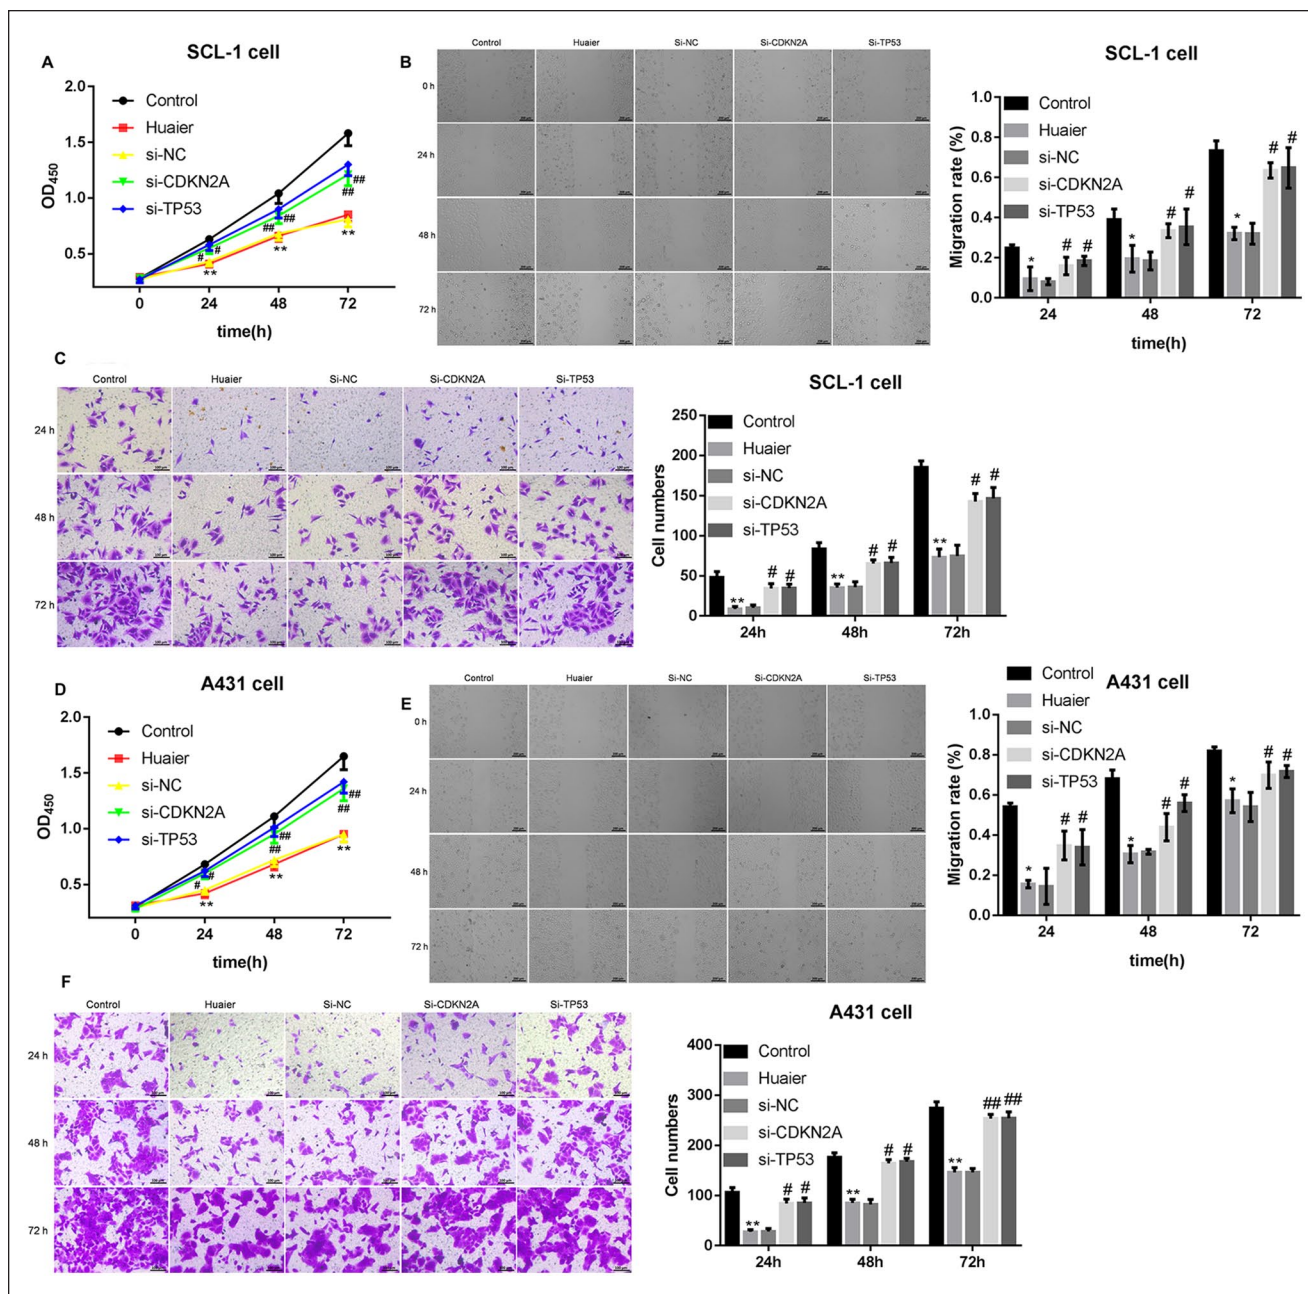 SCL-1 cell
A
2.0
1.5
1.0
0.5
OD450
Control
Huaier
si-NC
si-CDKN2A
si-TP53
# # ## ## ## ##
** ** **
0 24 48 72
time(h)
B
Control Huaier Si-NC Si-CDKN2A Si-TP53
0 h
24 h
48 h
72 h
SCL-1 cell
1.0
0.8
0.6
0.4
0.2
0.0
Migration rate (%)
Control
Huaier
si-NC
si-CDKN2A
si-TP53
* # # * # # * # #
24 48 72
time(h)
C
Control Huaier Si-NC Si-CDKN2A Si-TP53
24 h
48 h
72 h
SCL-1 cell
250
200
150
100
50
0
Cell numbers
Control
Huaier
si-NC
si-CDKN2A
si-TP53
** # # ** # # ** # #
24h 48h 72h
D
A431 cell
2.0
1.5
1.0
0.5
OD450
Control
Huaier
si-NC
si-CDKN2A
si-TP53
# # ## ## ## ##
** ** **
0 24 48 72
time(h)
E
Control Huaier Si-NC Si-CDKN2A Si-TP53
0 h
24 h
48 h
72 h
A431 cell
1.0
0.8
0.6
0.4
0.2
0.0
Migration rate (%)
Control
Huaier
si-NC
si-CDKN2A
si-TP53
* # # * # # * # #
24 48 72
time(h)
F
Control Huaier Si-NC Si-CDKN2A Si-TP53
24 h
48 h
72 h
A431 cell
400
300
200
100
0
Cell numbers
Control
Huaier
si-NC
si-CDKN2A
si-TP53
** # # ** # # ** ## ##
24h 48h 72h